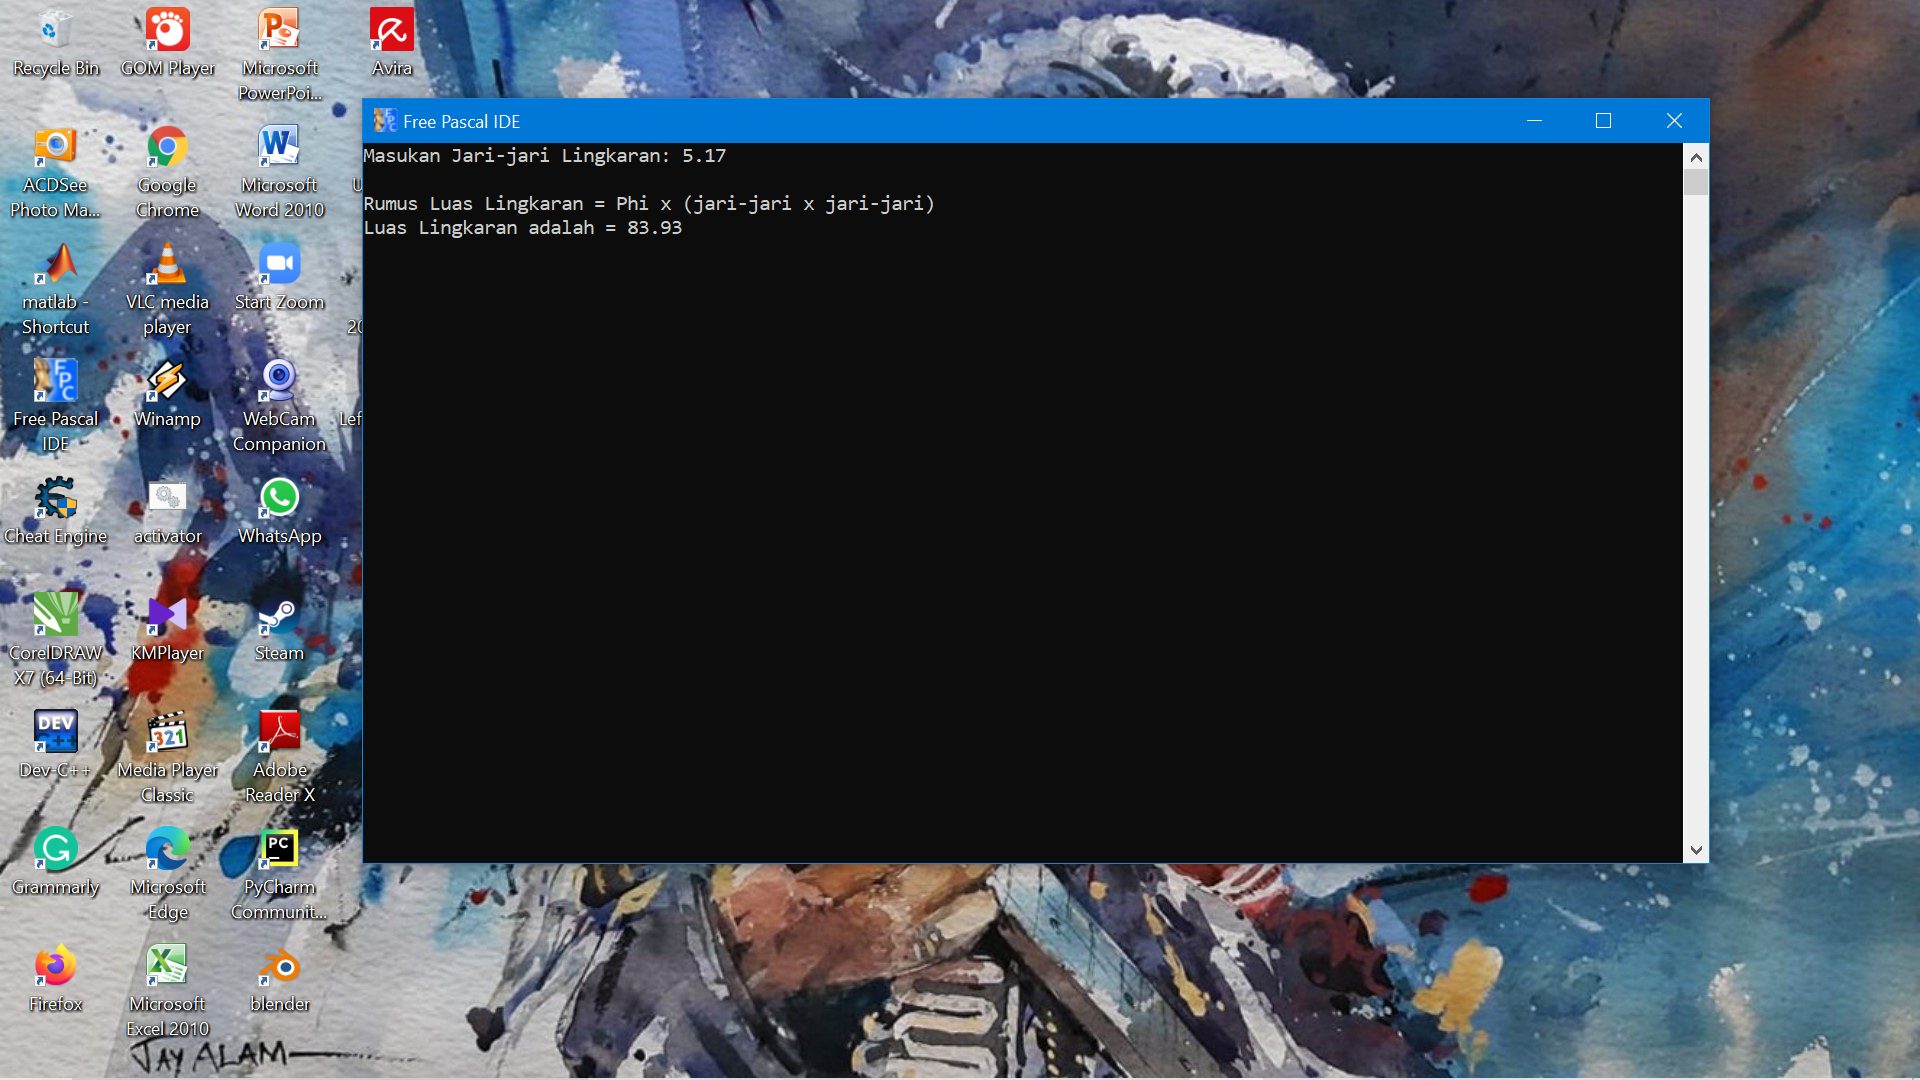 Recycle Bin
GOM Player
Microsoft
PowerPoi...
Avira
ACDSee
Photo Ma...
Google
Chrome
Microsoft
Word 2010
matlab -
Shortcut
VLC media
player
Start Zoom
Free Pascal
IDE
Winamp
WebCam
Companion
Cheat Engine
activator
WhatsApp
CorelDRAW
X7 (64-Bit)
KMPlayer
Steam
Dev-C++
Media Player
Classic
Adobe
Reader X
Grammarly
Microsoft
Edge
PyCharm
Communit...
Firefox
Microsoft
Excel 2010
blender
Free Pascal IDE
Masukan Jari-jari Lingkaran: 5.17
Rumus Luas Lingkaran = Phi x (jari-jari x jari-jari)
Luas Lingkaran adalah = 83.93
FPC
DEV
C++
321
PC
JAY ALAM